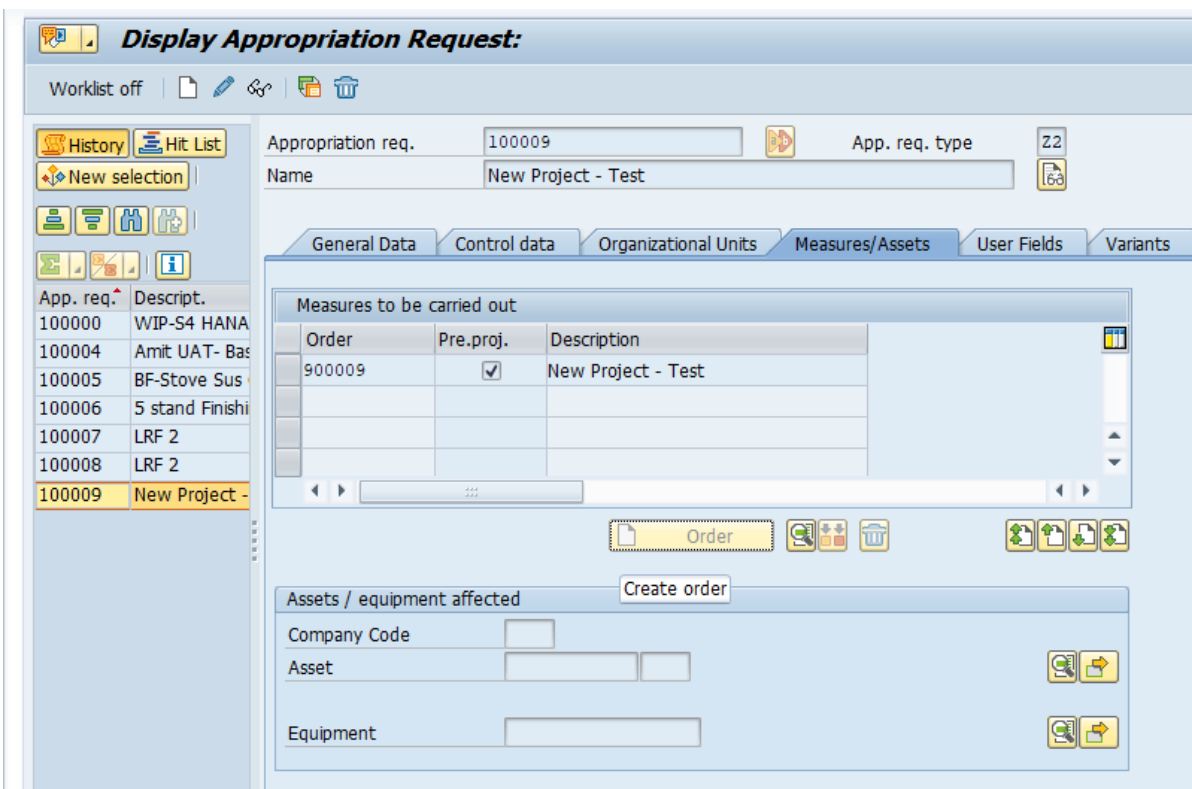 Display Appropriation Request:
Worklist off
History Hit List
New selection
App. req. Descript.
100000 WIP-S4 HANA
100004 Amit UAT- Bas
100005 BF-Stove Sus
100006 5 stand Finishi
100007 LRF 2
100008 LRF 2
100009 New Project -
Appropriation req. 100009 App. req. type Z2
Name New Project - Test
General Data Control data Organizational Units Measures/Assets User Fields Variants
Measures to be carried out
Order Pre.proj. Description
900009 New Project - Test
Order
Create order
Assets / equipment affected
Company Code
Asset
Equipment